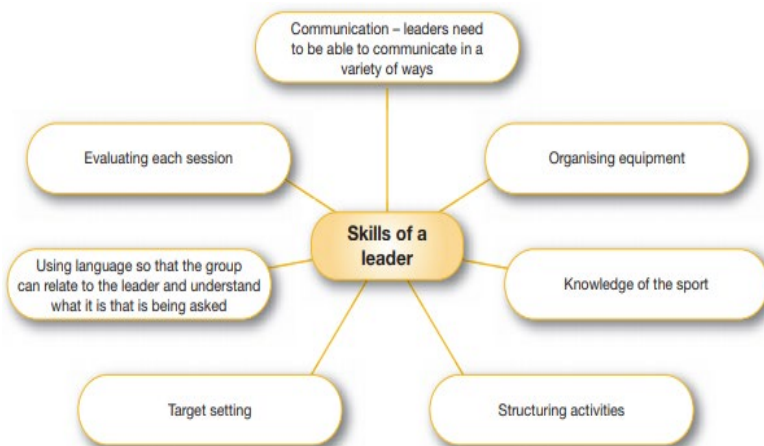 Communication – leaders need
to be able to communicate in a
variety of ways
Evaluating each session
Organising equipment
Skills of a
leader
Using language so that the group
can relate to the leader and understand
what it is that is being asked
Knowledge of the sport
Target setting
Structuring activities